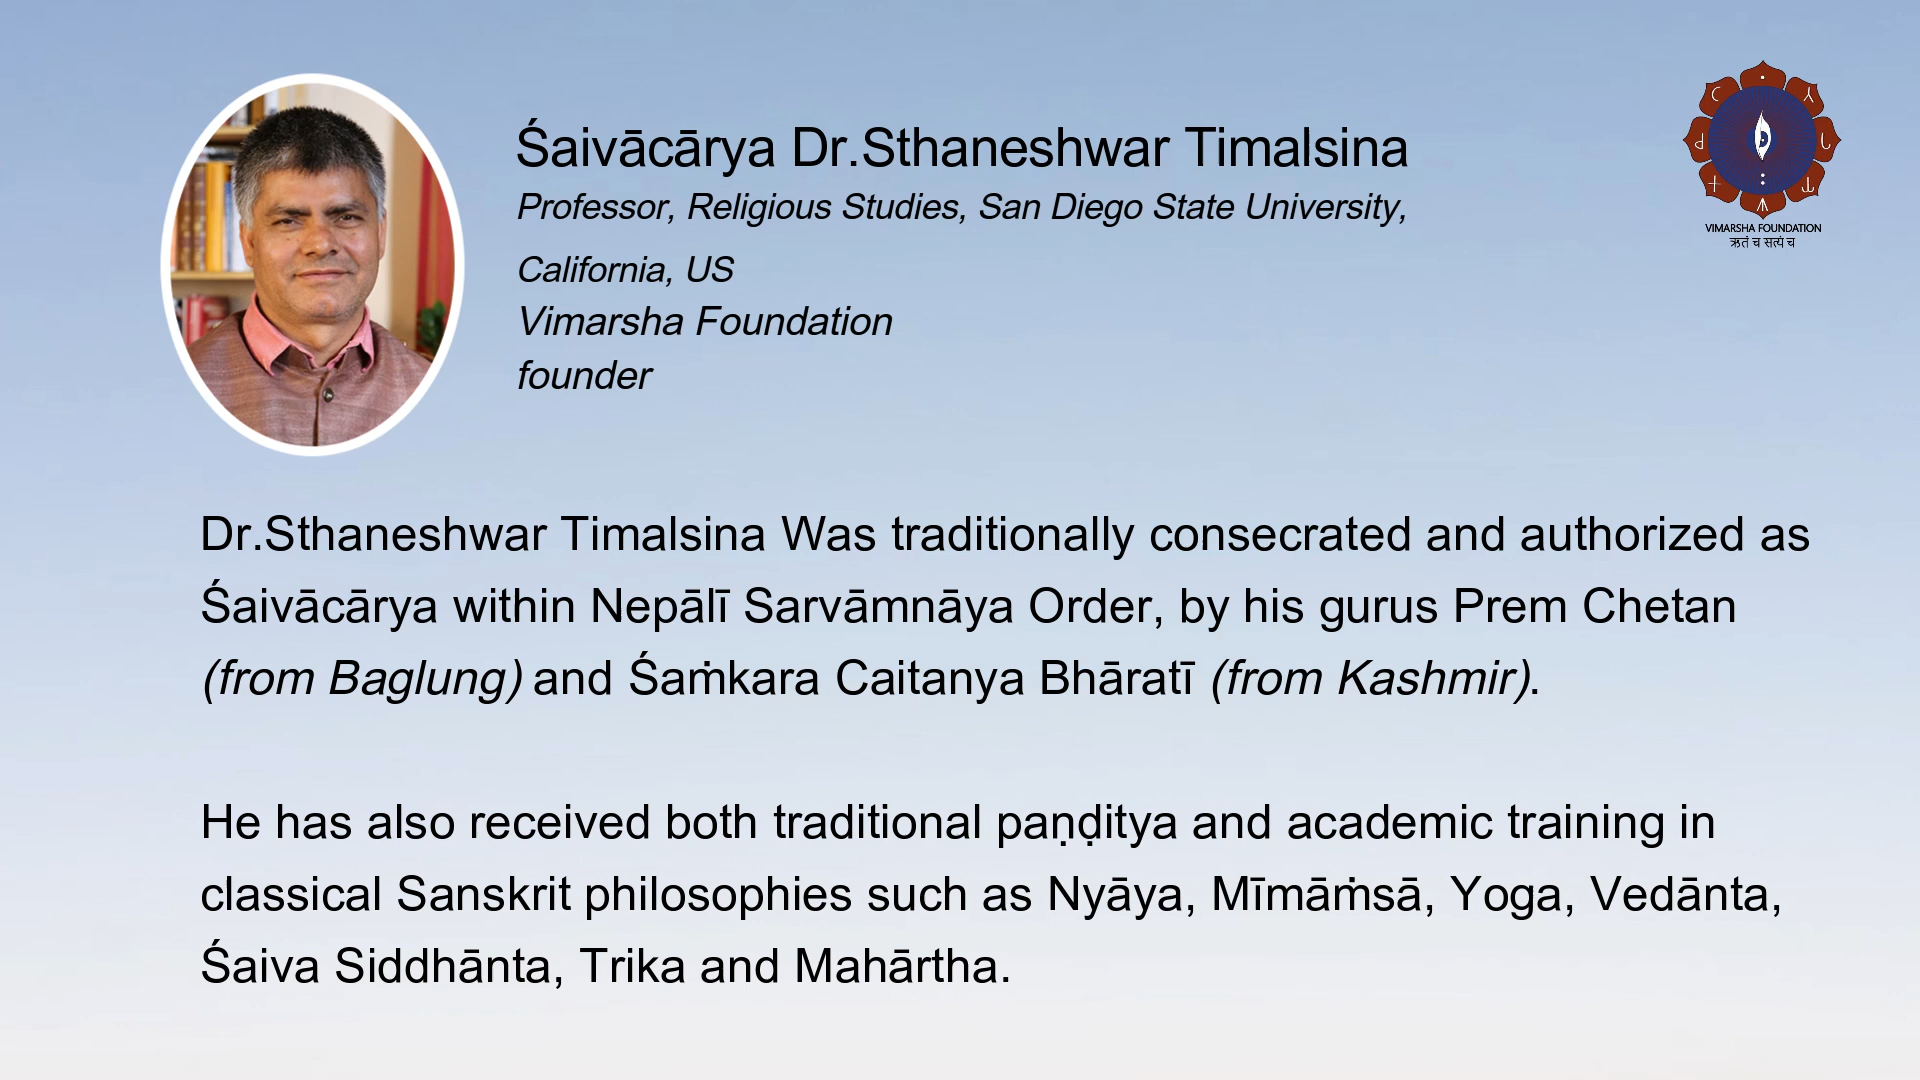 Śaivācārya Dr.Sthaneshwar Timalsina
Professor, Religious Studies, San Diego State University,
California, US
Vimarsha Foundation
founder
VIMARSHA FOUNDATION
ऋतं च सत्यं च
Dr.Sthaneshwar Timalsina Was traditionally consecrated and authorized as
Śaivācārya within Nepālī Sarvāmnāya Order, by his gurus Prem Chetan
(from Baglung) and Śaṁkara Caitanya Bhāratī (from Kashmir).
He has also received both traditional paṇḍitya and academic training in
classical Sanskrit philosophies such as Nyāya, Mīmāṁsā, Yoga, Vedānta,
Śaiva Siddhānta, Trika and Mahārtha.